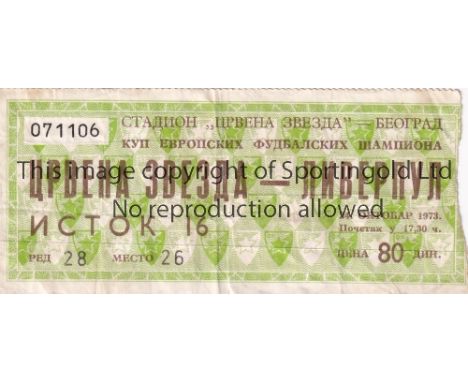 071106
СТАДИОН „ЦРВЕНА ЗВЕЗДА" — БЕОГРАД
КУП ЕВРОПСКИХ ФУДБАЛСКИХ ШАМПИОНА
This image is copyright of Sportingold Ltd
ЦРВЕНА ЗВЕЗДА — ЛИВЕРПУЛ
No reproduction allowed
ИСТОК 16
ОКТОБАР 1973.
Почетак у 17,30 ч.
РЕД 28 МЕСТО 26
ЦЕНА 80 ДИН.